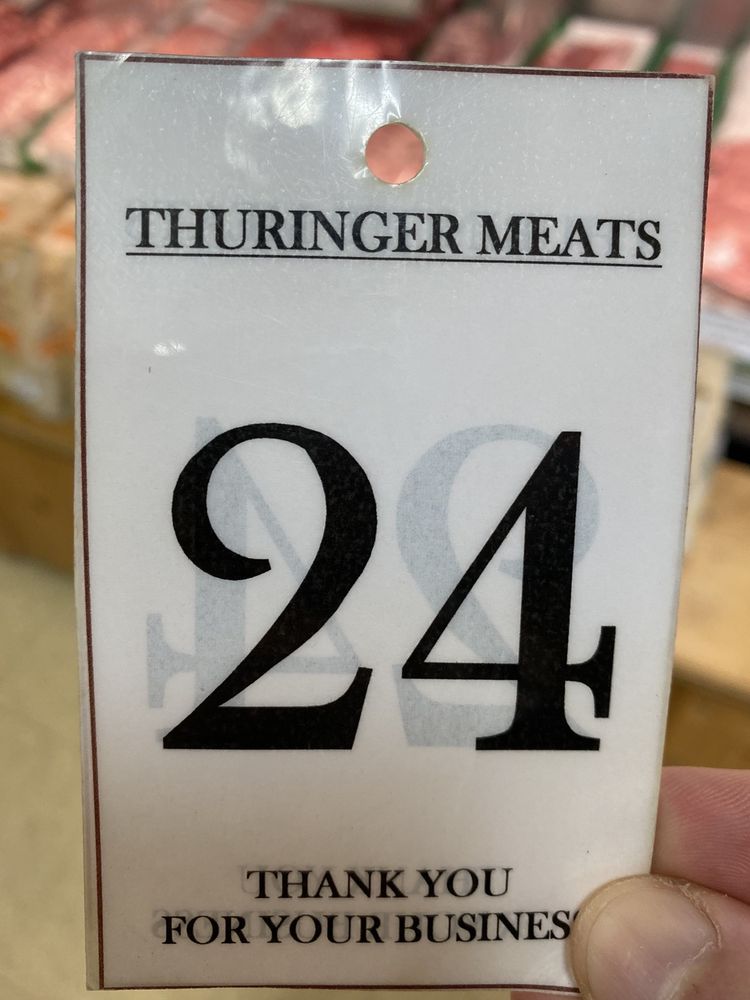 THURINGER MEATS
24
THANK YOU
FOR YOUR BUSINESS